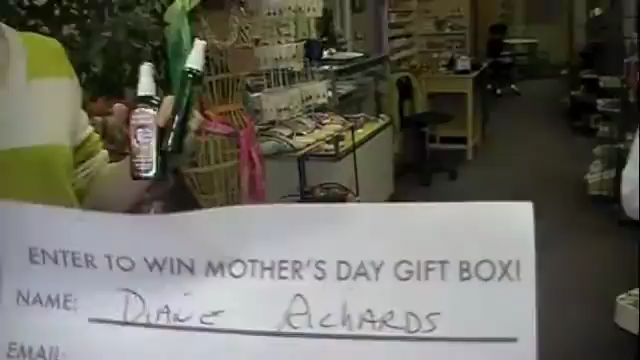 ENTER TO WIN MOTHER'S DAY GIFT BOX!
NAME: DIANE RICHARDS
EMAIL: